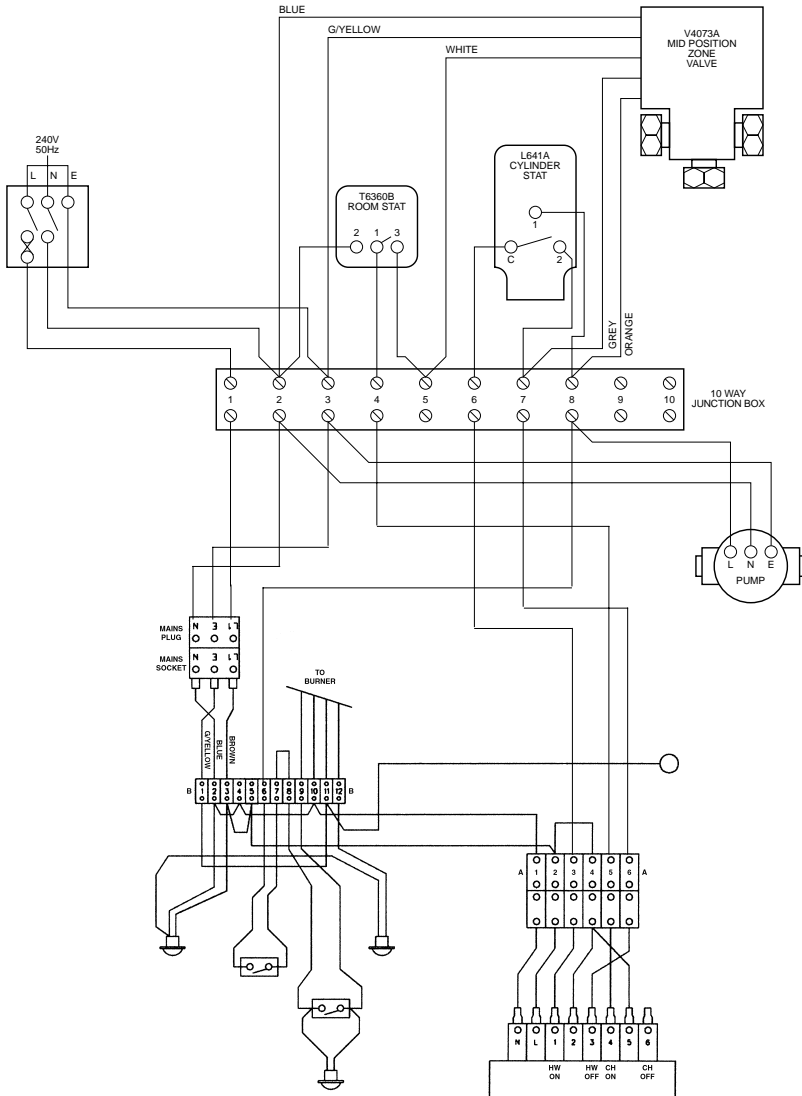 BLUE
G/YELLOW
WHITE
V4073A
MID POSITION
ZONE
VALVE
240V
50Hz
L N E
T6360B
ROOM STAT
2 1 3
L641A
CYLINDER
STAT
1
C 2
GREY
ORANGE
1 2 3 4 5 6 7 8 9 10
10 WAY
JUNCTION BOX
L N E
PUMP
MAINS
PLUG
N E L1
MAINS
SOCKET
N E L1
TO
BURNER
G/YELLOW
BLUE
BROWN
B 1 2 3 4 5 6 7 8 9 10 11 12 B
A 1 2 3 4 5 6 A
N L 1 2 3 4 5 6
HW
ON
HW
OFF
CH
ON
CH
OFF